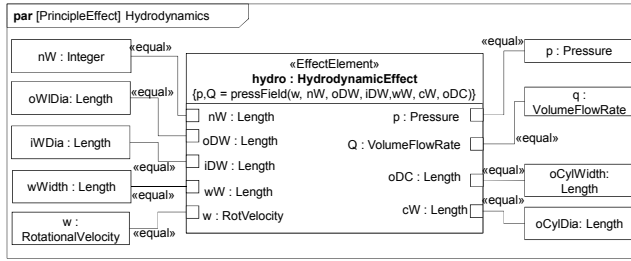 par [PrincipleEffect] Hydrodynamics
nW : Integer
«equal»
oWlDia: Length
«equal»
iWDia : Length
«equal»
wWidth : Length
«equal»
w :
RotationalVelocity
«equal»
«EffectElement»
hydro : HydrodynamicEffect
{p,Q = pressField(w, nW, oDW, iDW,wW, cW, oDC)}
nW : Length
oDW : Length
iDW : Length
wW : Length
w : RotVelocity
p : Pressure
Q : VolumeFlowRate
oDC : Length
cW : Length
«equal»
p : Pressure
q :
VolumeFlowRate
«equal»
«equal»
oCylWidth:
Length
«equal»
oCylDia: Length